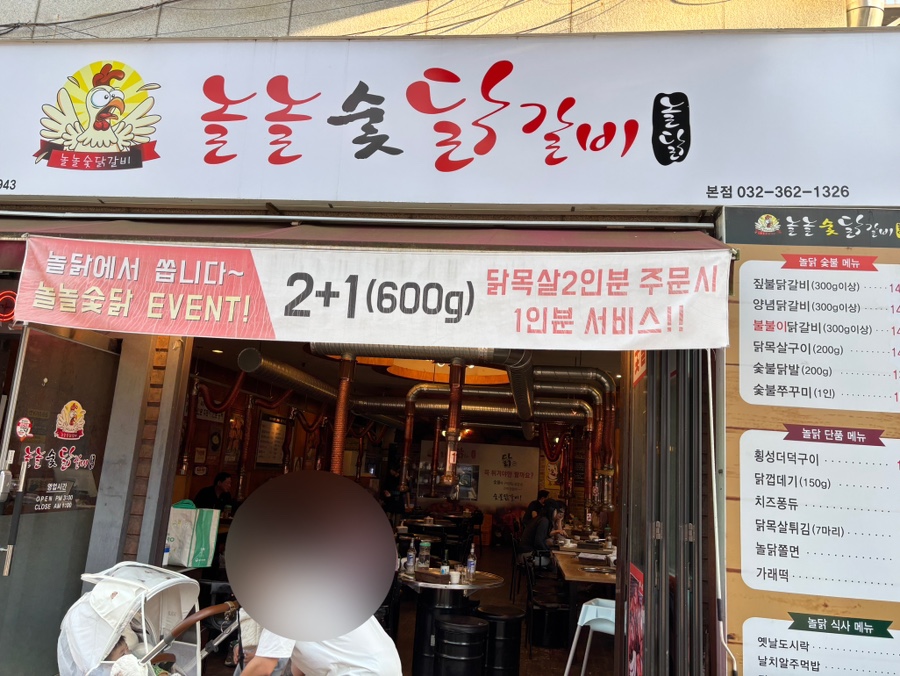 놀놀숯닭갈비
놀닭
놀놀숯닭갈비
943
본점 032-362-1326
놀닭에서 쏩니다~
놀놀숯닭 EVENT!
2+1(600g)
닭목살2인분 주문시
1인분 서비스!!
놀놀숯닭갈비
놀닭 숯불 메뉴
짚불닭갈비(300g이상)
양념닭갈비(300g이상)
불불이닭갈비(300g이상)
닭목살구이(200g)
숯불닭발(200g)
숯불쭈꾸미(1인)
놀닭 단품 메뉴
횡성더덕구이
닭껍데기(150g)
치즈퐁듀
닭목살튀김(7마리)
놀닭쫄면
가래떡
놀닭 식사 메뉴
옛날도시락
날치알주먹밥
놀놀숯닭갈비
영업시간
OPEN PM 3:00
CLOSE AM 1:00